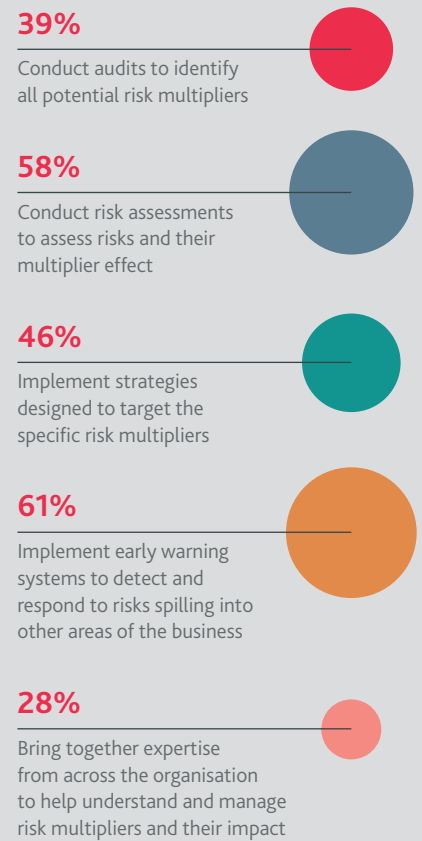 39%
Conduct audits to identify
all potential risk multipliers
58%
Conduct risk assessments
to assess risks and their
multiplier effect
46%
Implement strategies
designed to target the
specific risk multipliers
61%
Implement early warning
systems to detect and
respond to risks spilling into
other areas of the business
28%
Bring together expertise
from across the organisation
to help understand and manage
risk multipliers and their impact